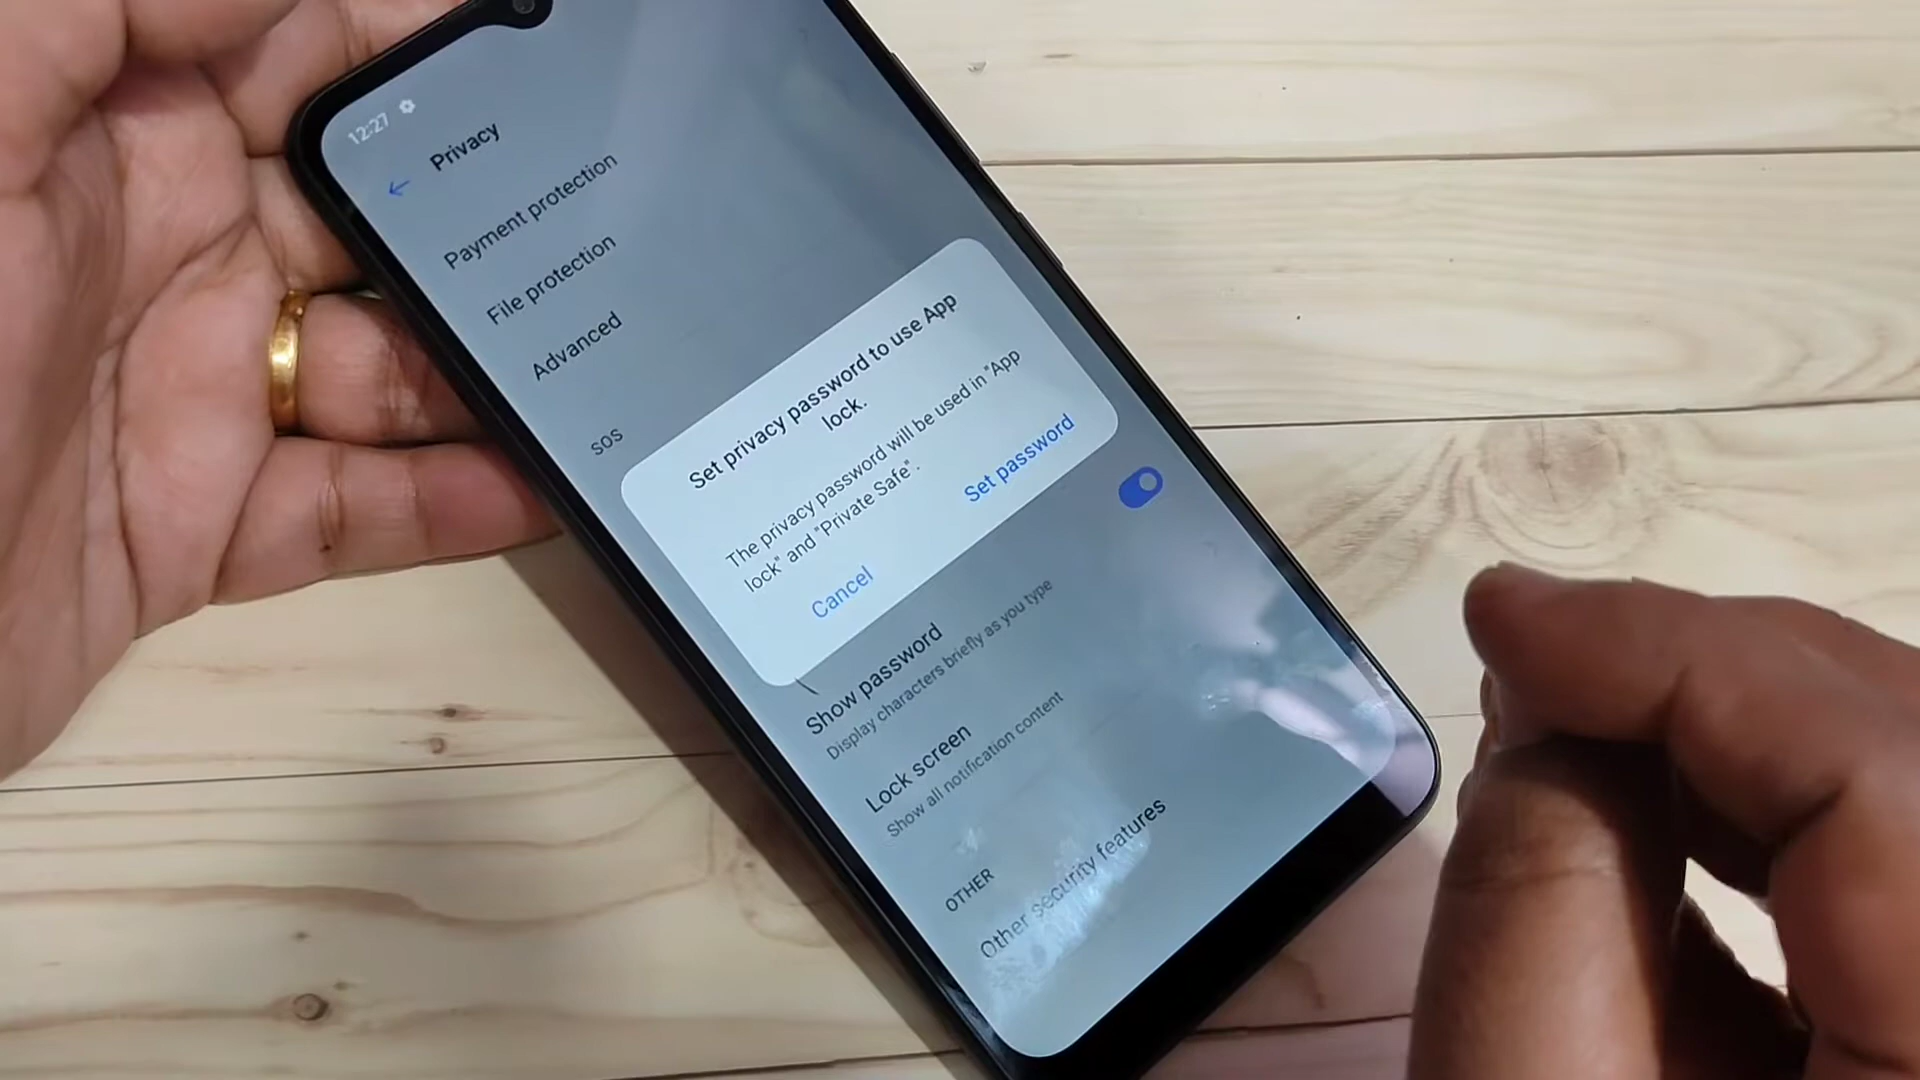 12:27
Privacy
Payment protection
File protection
Advanced
SOS
Set privacy password to use App
lock.
The privacy password will be used in "App
lock" and "Private Safe".
Cancel
Set password
Show password
Display characters briefly as you type
Lock screen
Show all notification content
OTHER
Other security features